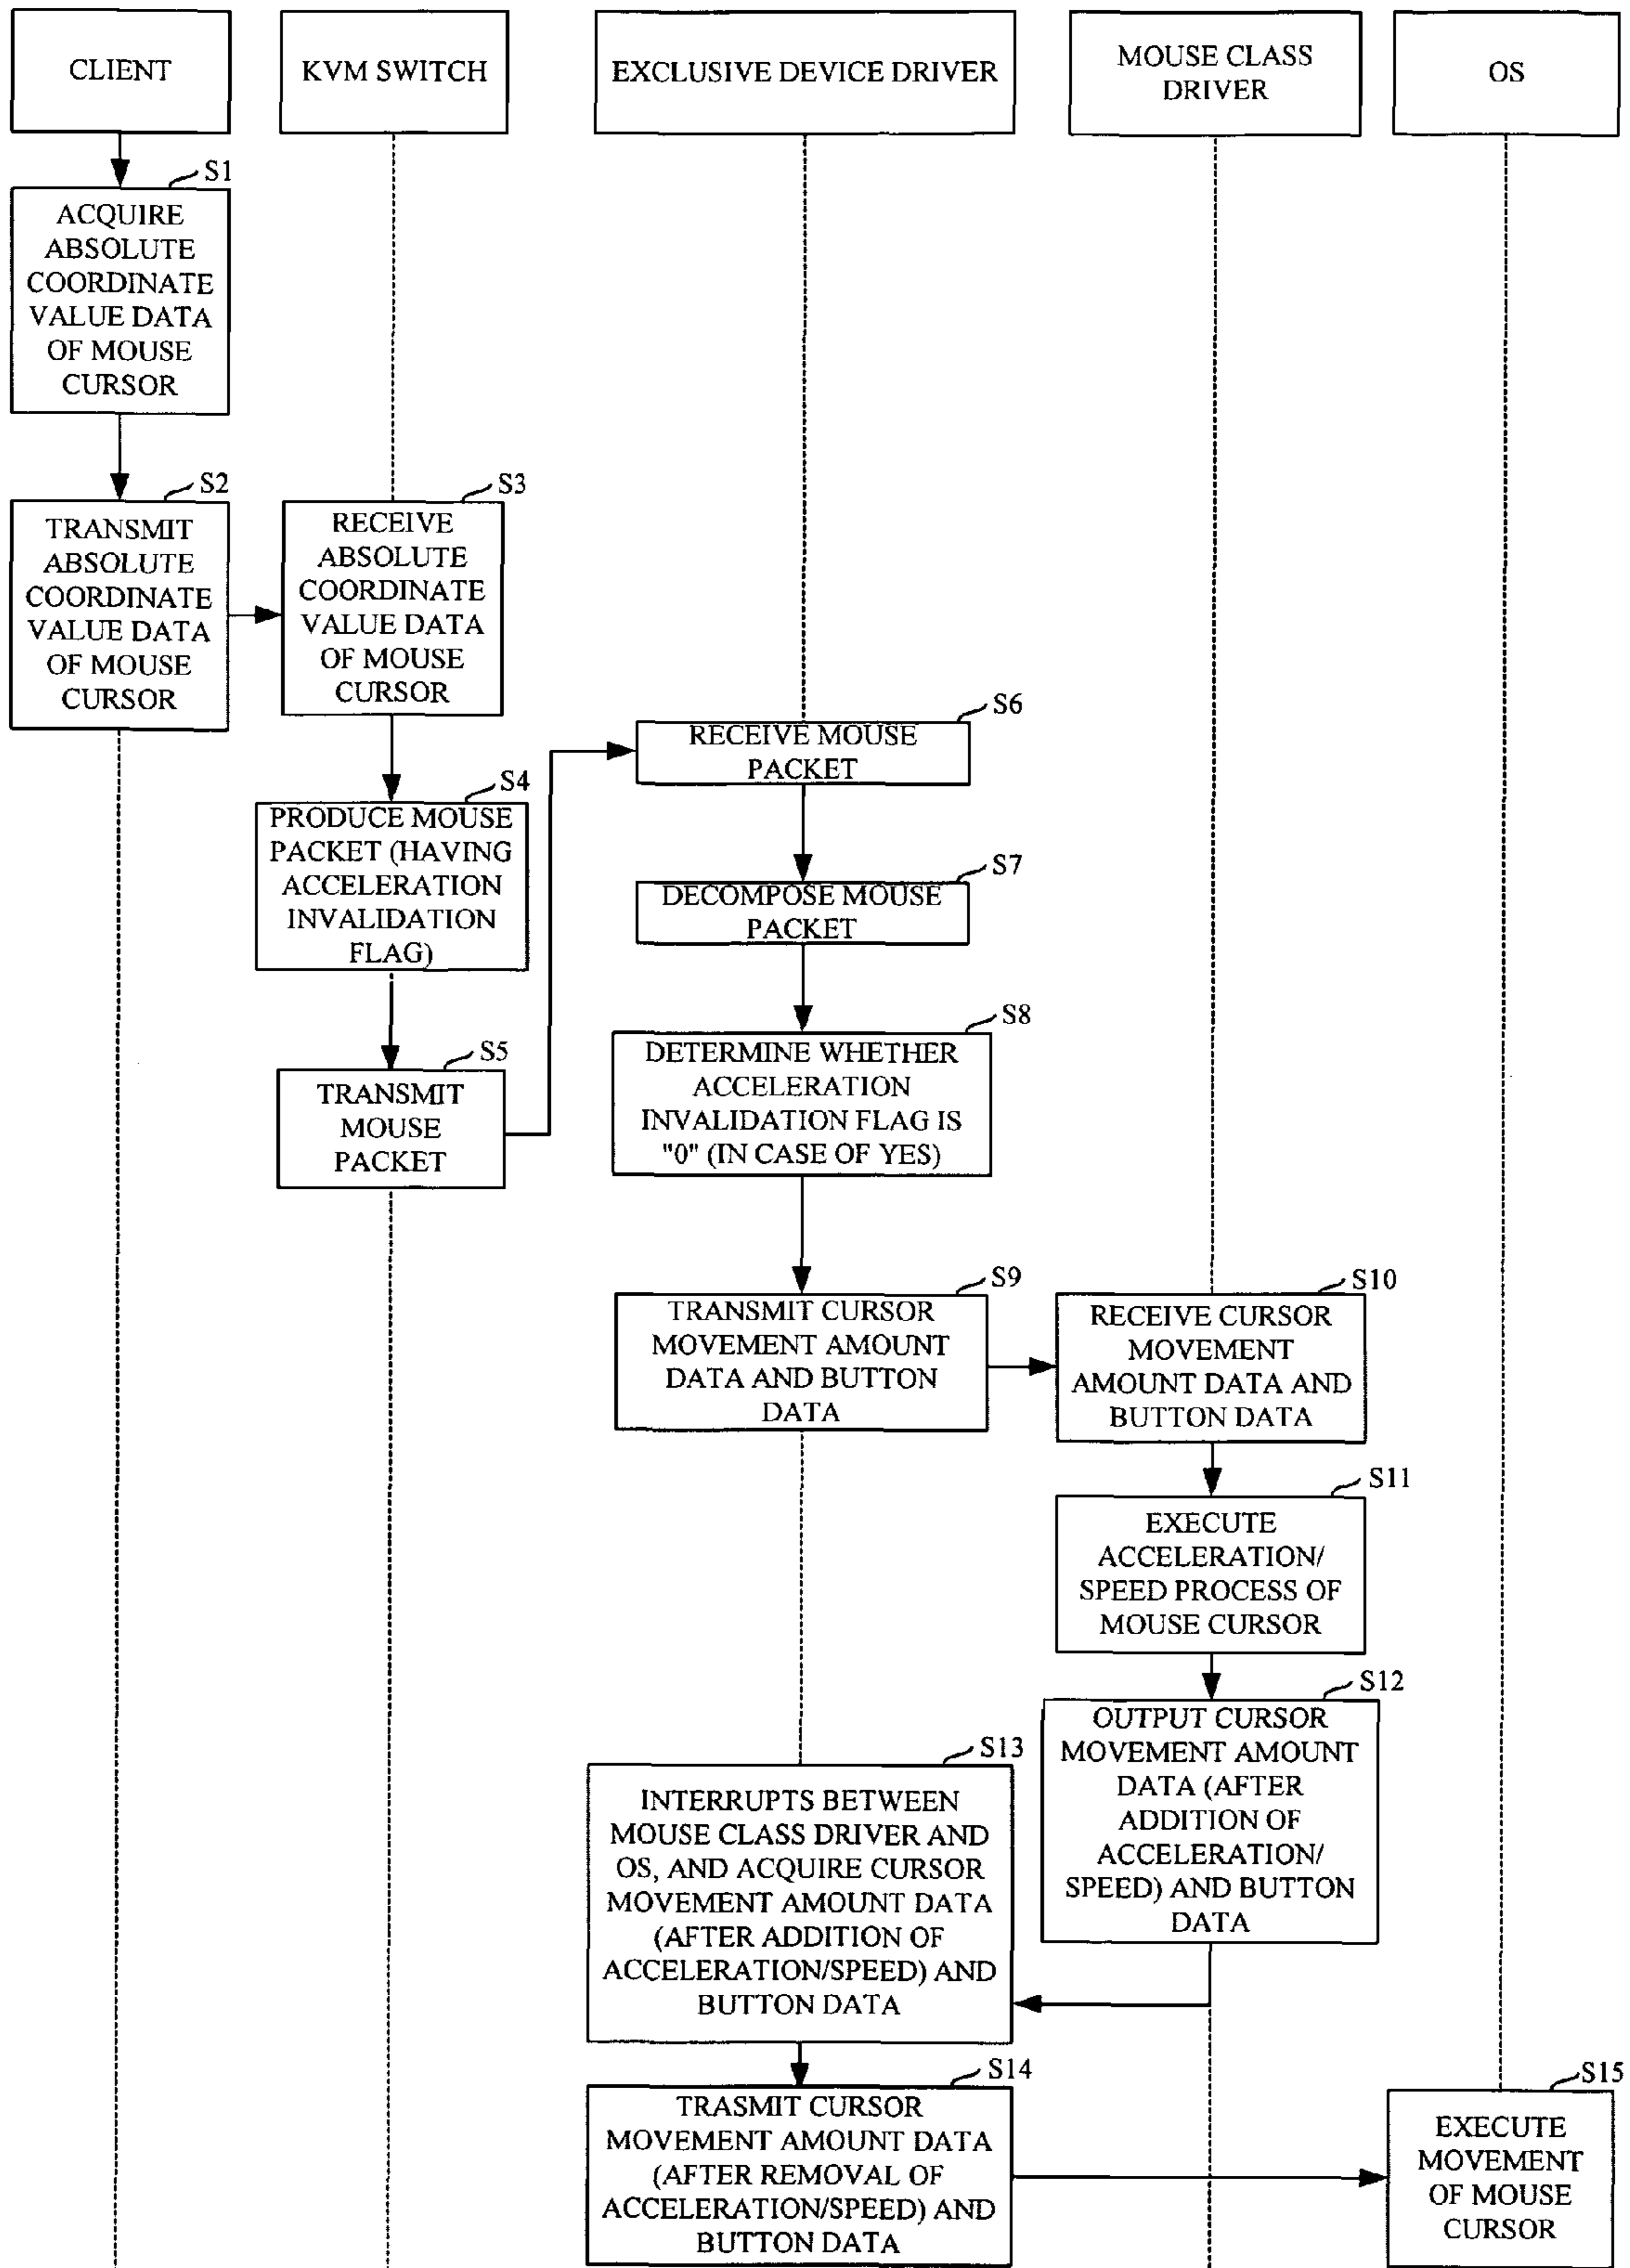 CLIENT
KVM SWITCH
EXCLUSIVE DEVICE DRIVER
MOUSE CLASS
DRIVER
OS
S1
ACQUIRE
ABSOLUTE
COORDINATE
VALUE DATA
OF MOUSE
CURSOR
S2
TRANSMIT
ABSOLUTE
COORDINATE
VALUE DATA
OF MOUSE
CURSOR
S3
RECEIVE
ABSOLUTE
COORDINATE
VALUE DATA
OF MOUSE
CURSOR
S4
PRODUCE MOUSE
PACKET (HAVING
ACCELERATION
INVALIDATION
FLAG)
S5
TRANSMIT
MOUSE
PACKET
S6
RECEIVE MOUSE
PACKET
S7
DECOMPOSE MOUSE
PACKET
S8
DETERMINE WHETHER
ACCELERATION
INVALIDATION FLAG IS
"0" (IN CASE OF YES)
S9
TRANSMIT CURSOR
MOVEMENT AMOUNT
DATA AND BUTTON
DATA
S10
RECEIVE CURSOR
MOVEMENT
AMOUNT DATA AND
BUTTON DATA
S11
EXECUTE
ACCELERATION/
SPEED PROCESS OF
MOUSE CURSOR
S12
OUTPUT CURSOR
MOVEMENT AMOUNT
DATA (AFTER
ADDITION OF
ACCELERATION/
SPEED) AND BUTTON
DATA
S13
INTERRUPTS BETWEEN
MOUSE CLASS DRIVER AND
OS, AND ACQUIRE CURSOR
MOVEMENT AMOUNT DATA
(AFTER ADDITION OF
ACCELERATION/SPEED) AND
BUTTON DATA
S14
TRASMIT CURSOR
MOVEMENT AMOUNT DATA
(AFTER REMOVAL OF
ACCELERATION/SPEED) AND
BUTTON DATA
S15
EXECUTE
MOVEMENT
OF MOUSE
CURSOR